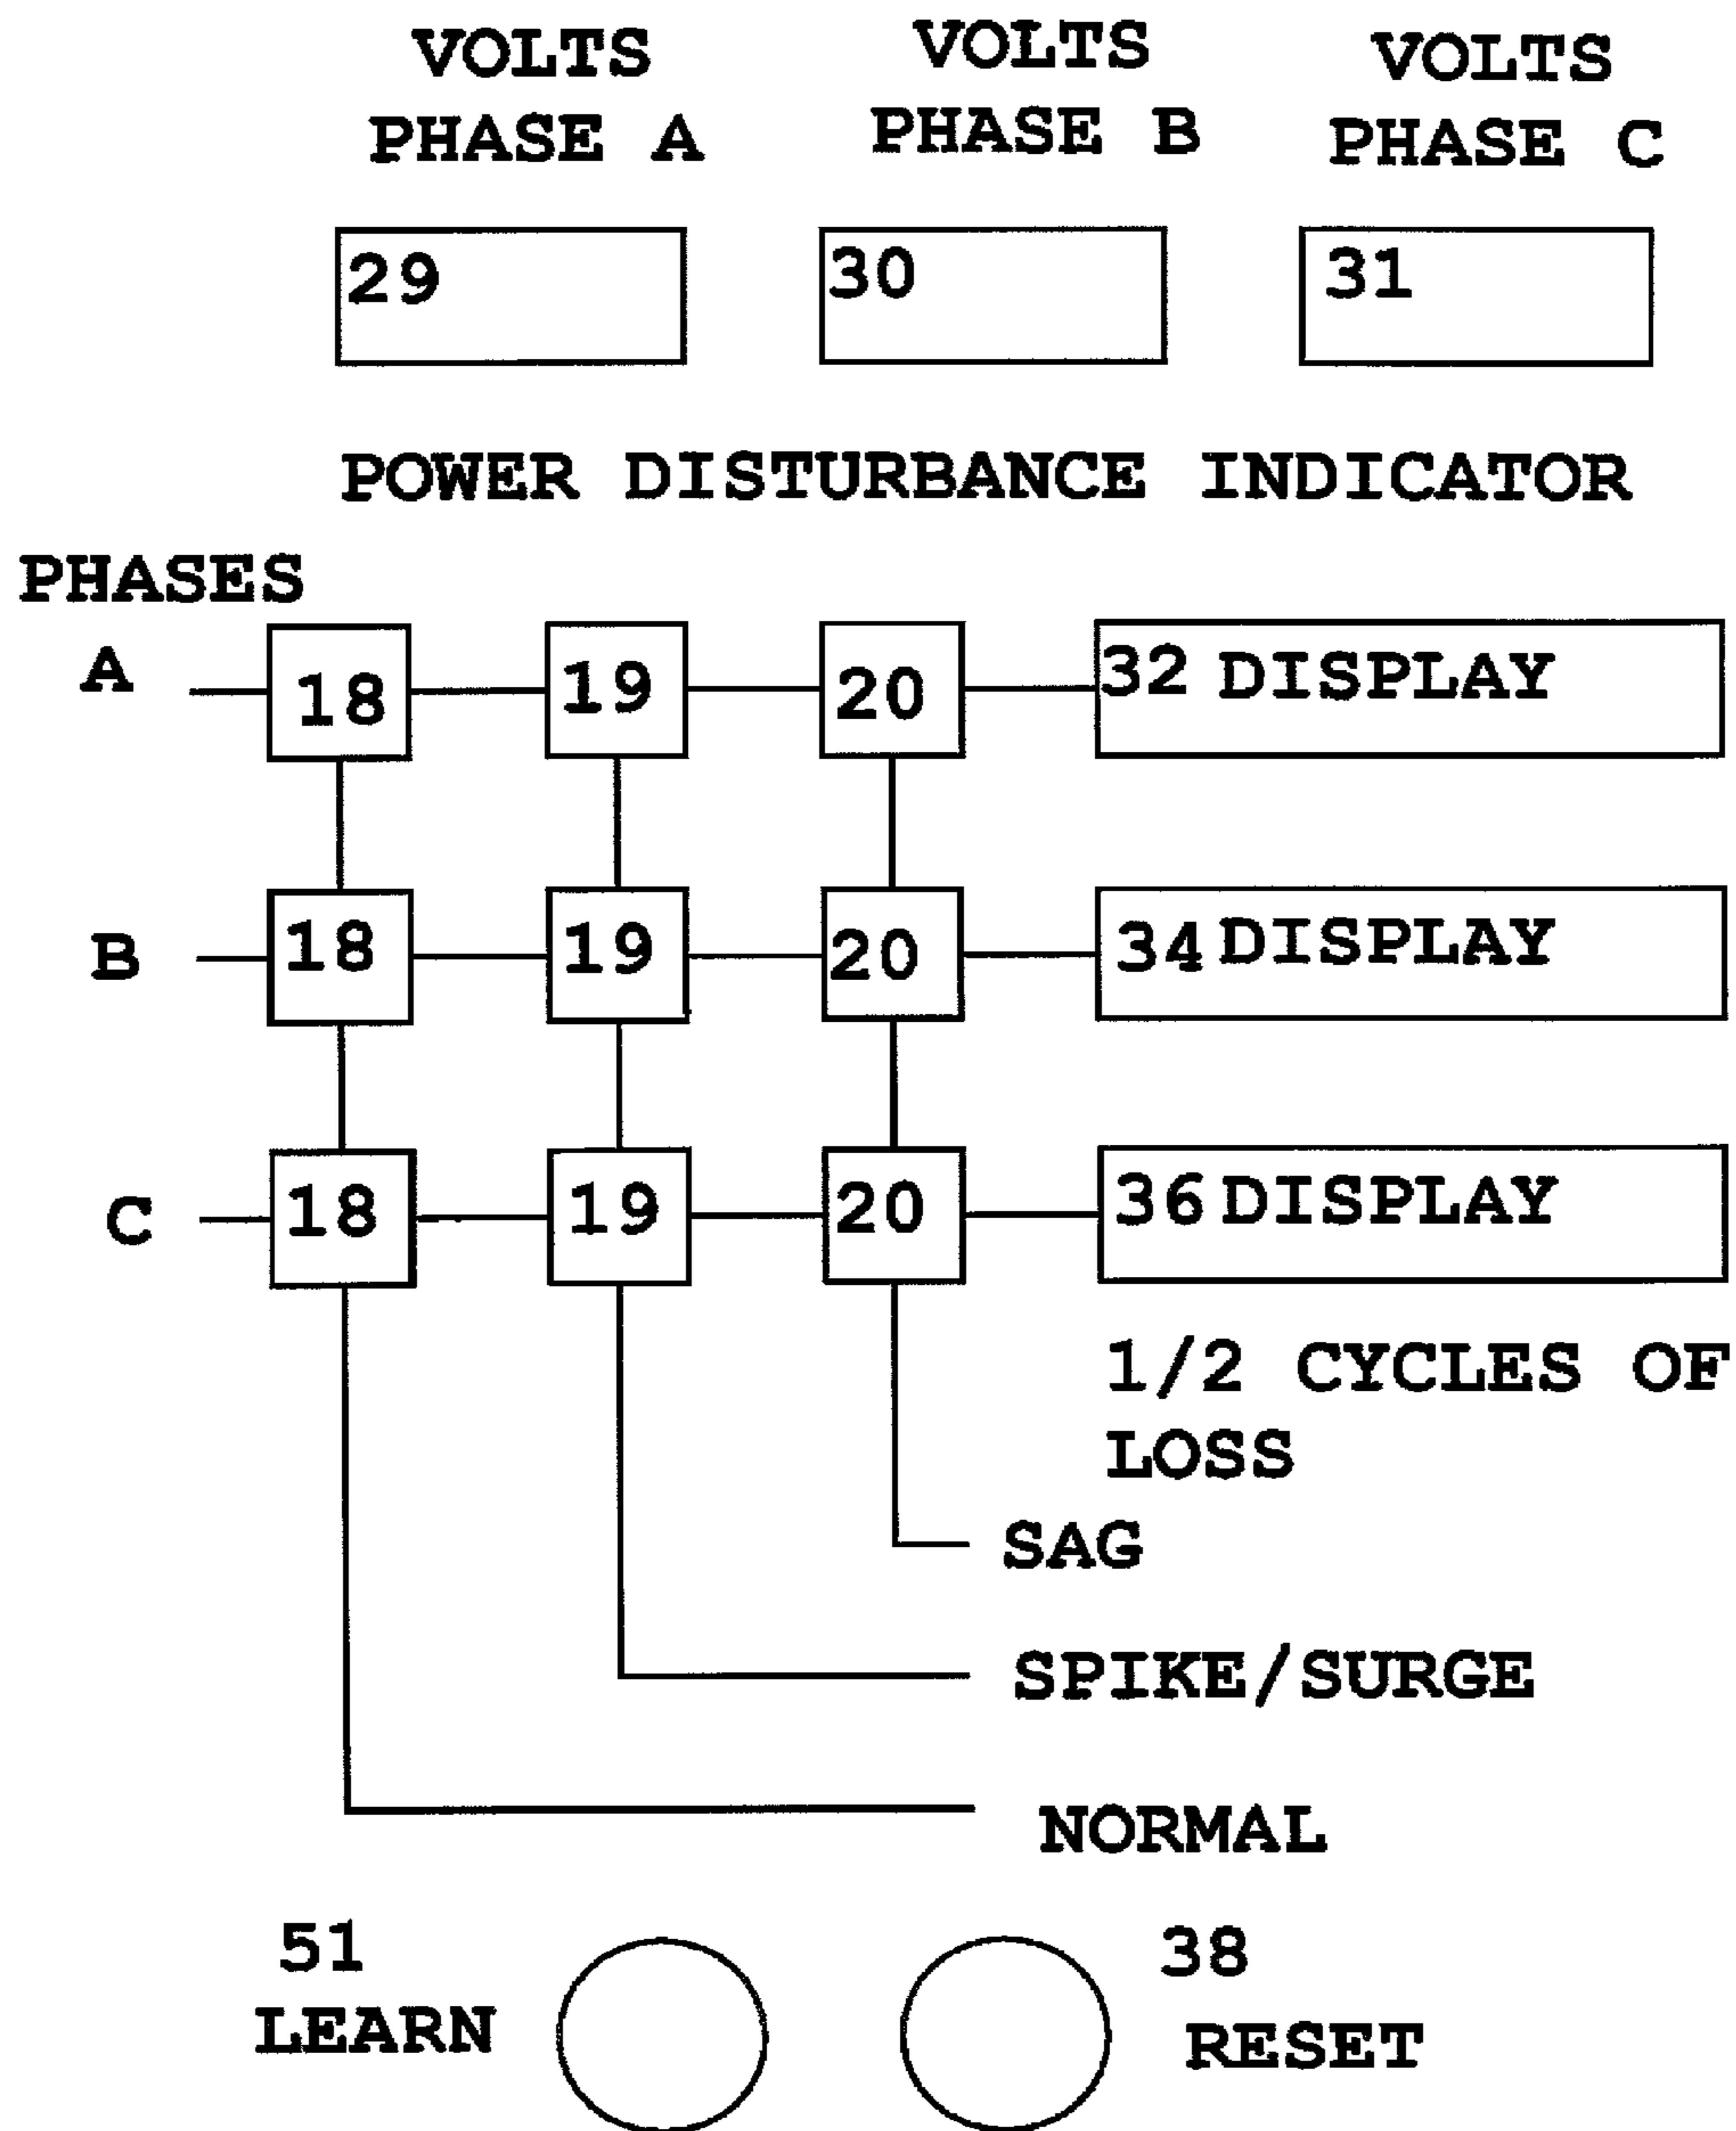 VOLTS VOLTS VOLTS
PHASE A PHASE B PHASE C
29 30 31
POWER DISTURBANCE INDICATOR
PHASES
A 18 19 20 32 DISPLAY
B 18 19 20 34 DISPLAY
C 18 19 20 36 DISPLAY
1/2 CYCLES OF
LOSS
SAG
SPIKE/SURGE
NORMAL
51 38
LEARN RESET